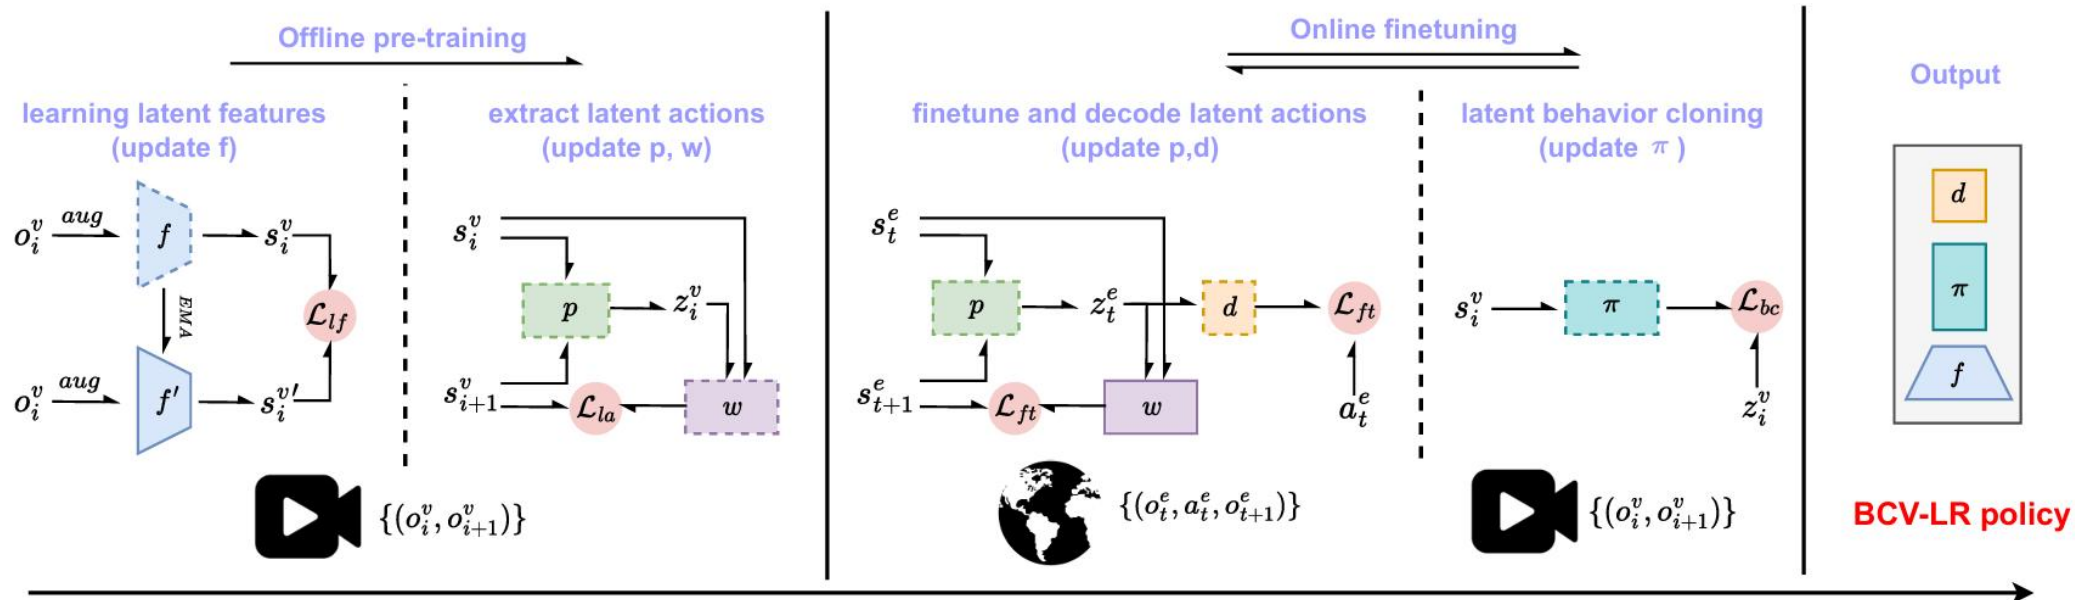 Offline pre-training
learning latent features
(update f)
extract latent actions
(update p, w)
o_i^v aug f s_i^v
EMA
L_lf
o_i^v aug f' s_i^v'
s_i^v
p z_i^v
s_{i+1}^v L_la w
{(o_i^v, o_{i+1}^v)}
Online finetuning
finetune and decode latent actions
(update p,d)
latent behavior cloning
(update π)
s_t^e
p z_t^e d L_ft
s_{t+1}^e L_ft w a_t^e
{(o_t^e, a_t^e, o_{t+1}^e)}
s_i^v π L_bc
z_i^v
{(o_i^v, o_{i+1}^v)}
Output
d
π
f
BCV-LR policy